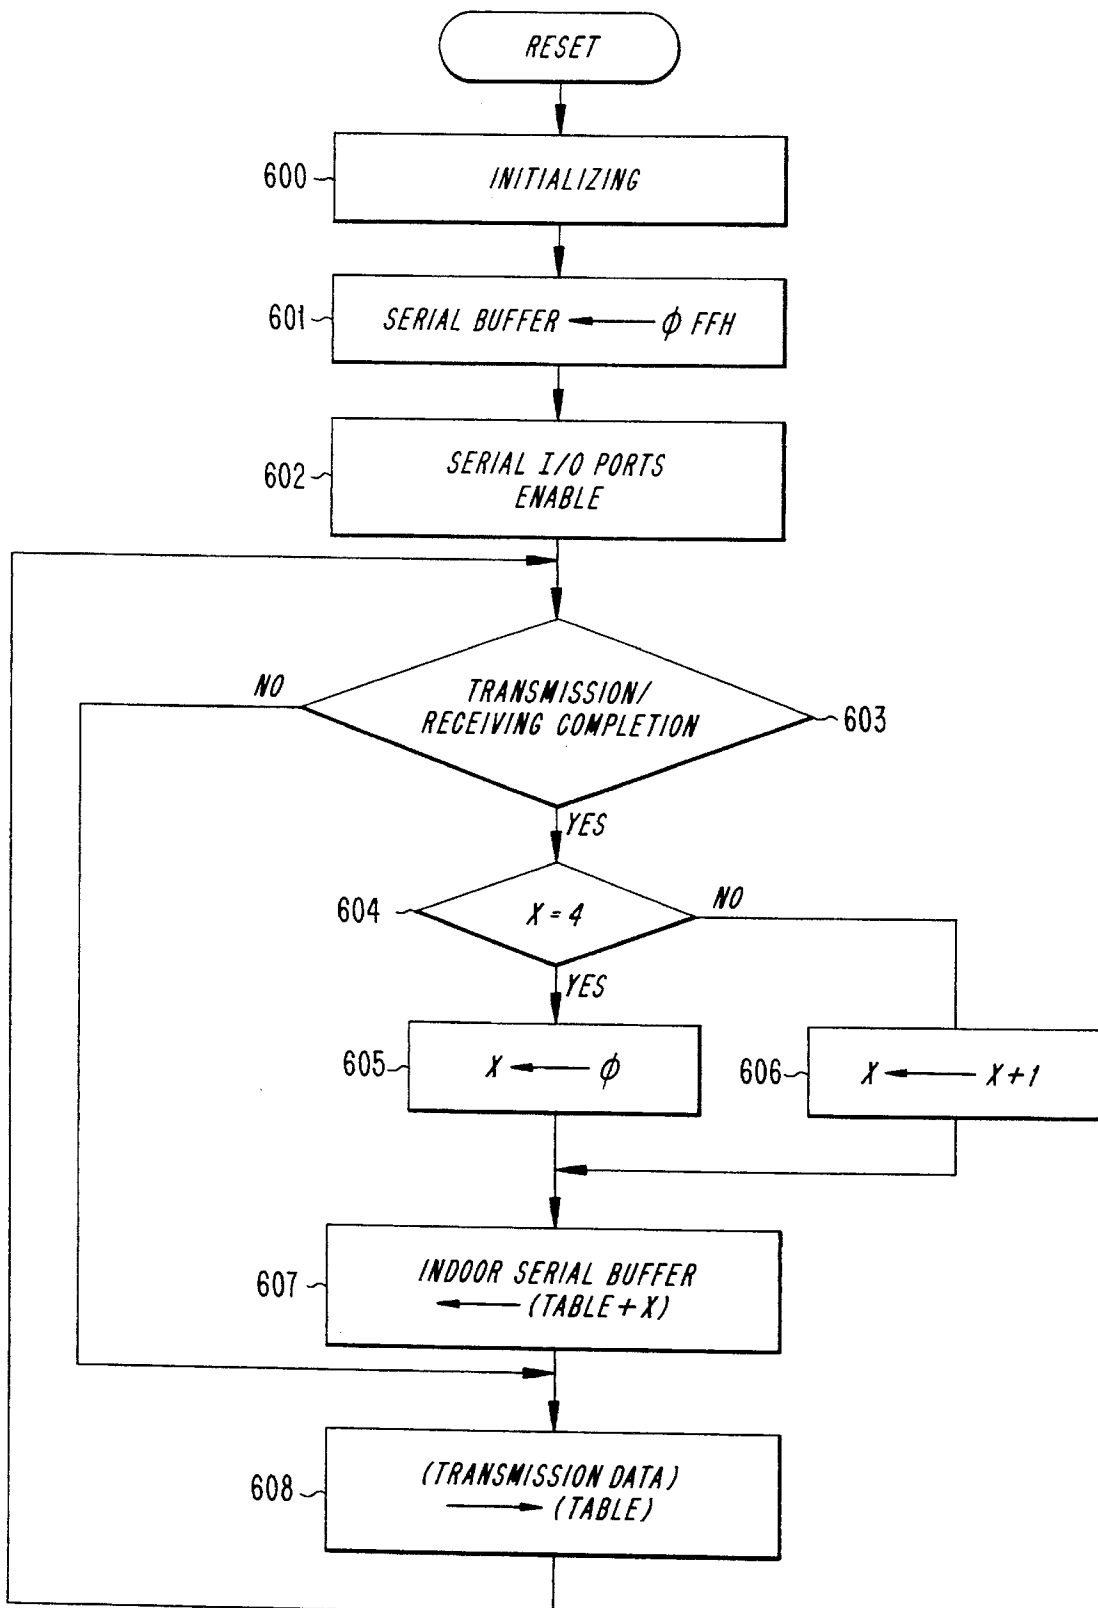 RESET
600
INITIALIZING
601
SERIAL BUFFER ← ϕ FFH
602
SERIAL I/O PORTS
ENABLE
NO
TRANSMISSION/
RECEIVING COMPLETION
603
YES
604
X = 4
NO
YES
605
X ← ϕ
606
X ← X+1
607
INDOOR SERIAL BUFFER
← (TABLE + X)
608
(TRANSMISSION DATA)
→ (TABLE)